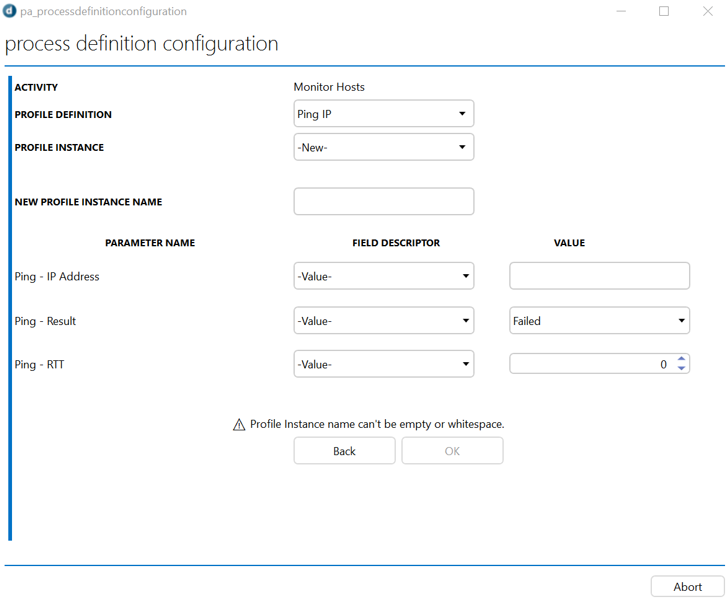 d pa_processdefinitionconfiguration
process definition configuration
ACTIVITY Monitor Hosts
PROFILE DEFINITION Ping IP
PROFILE INSTANCE -New-
NEW PROFILE INSTANCE NAME
PARAMETER NAME FIELD DESCRIPTOR VALUE
Ping - IP Address -Value-
Ping - Result -Value- Failed
Ping - RTT -Value- 0
Profile Instance name can't be empty or whitespace.
Back OK
Abort